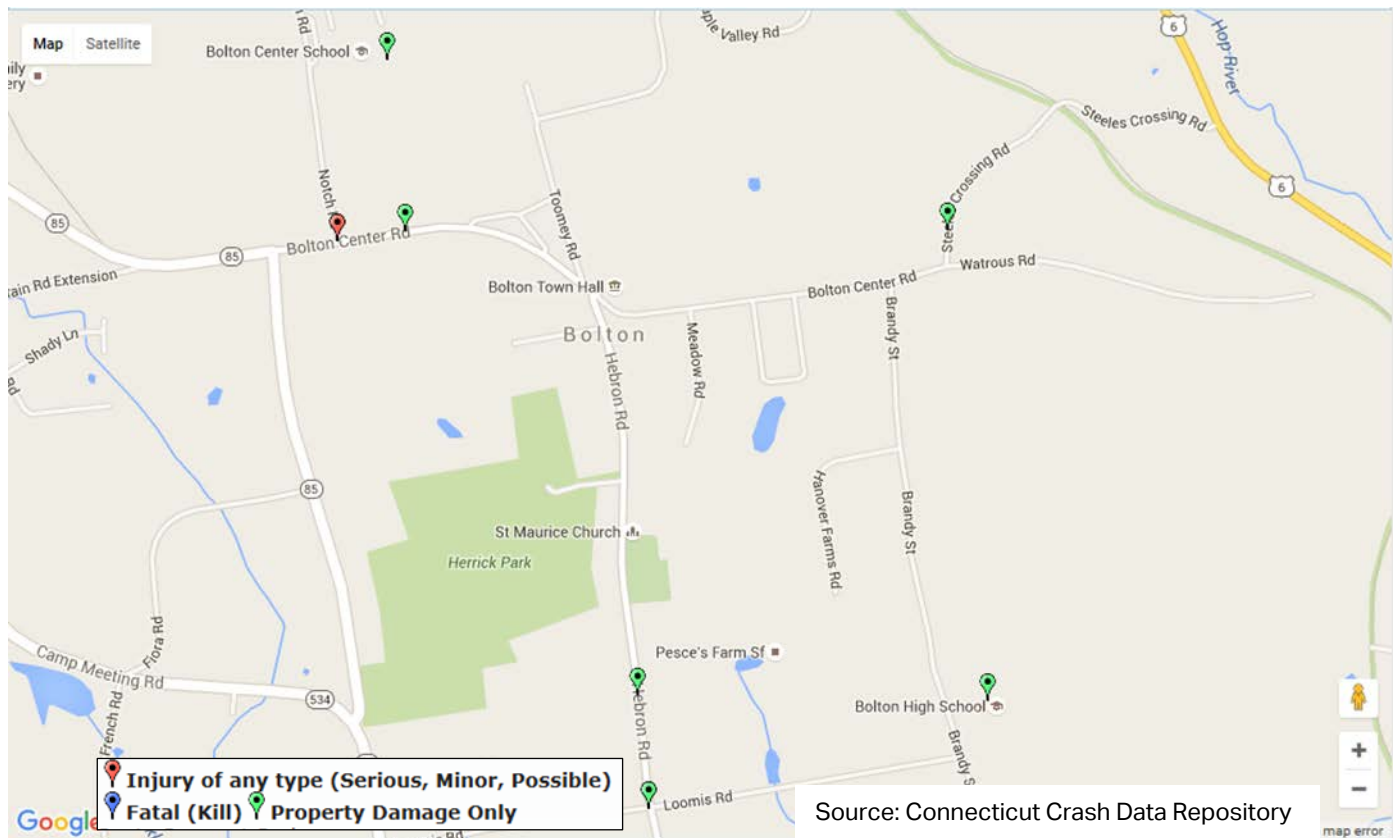 Map
Satellite
Bolton Center School
Valley Rd
6
Hop River
Steeles Crossing Rd
6
Notch
Toomey Rd
Crossing Rd
85
Bolton Center Rd
85
Rd Extension
Bolton Town Hall
Bolton Center Rd
Watrous Rd
Bolton
Shady Ln
Meadow Rd
Brandy St
Hebron Rd
85
Hanover Farms Rd
Brandy St
St Maurice Church
Herrick Park
Fiora Rd
Camp Meeting Rd
Pesce's Farm Sf
French Rd
534
Hebron Rd
Bolton High School
Brandy
Injury of any type (Serious, Minor, Possible)
Fatal (Kill) Property Damage Only
Loomis Rd
Source: Connecticut Crash Data Repository
Google
Rd
map error